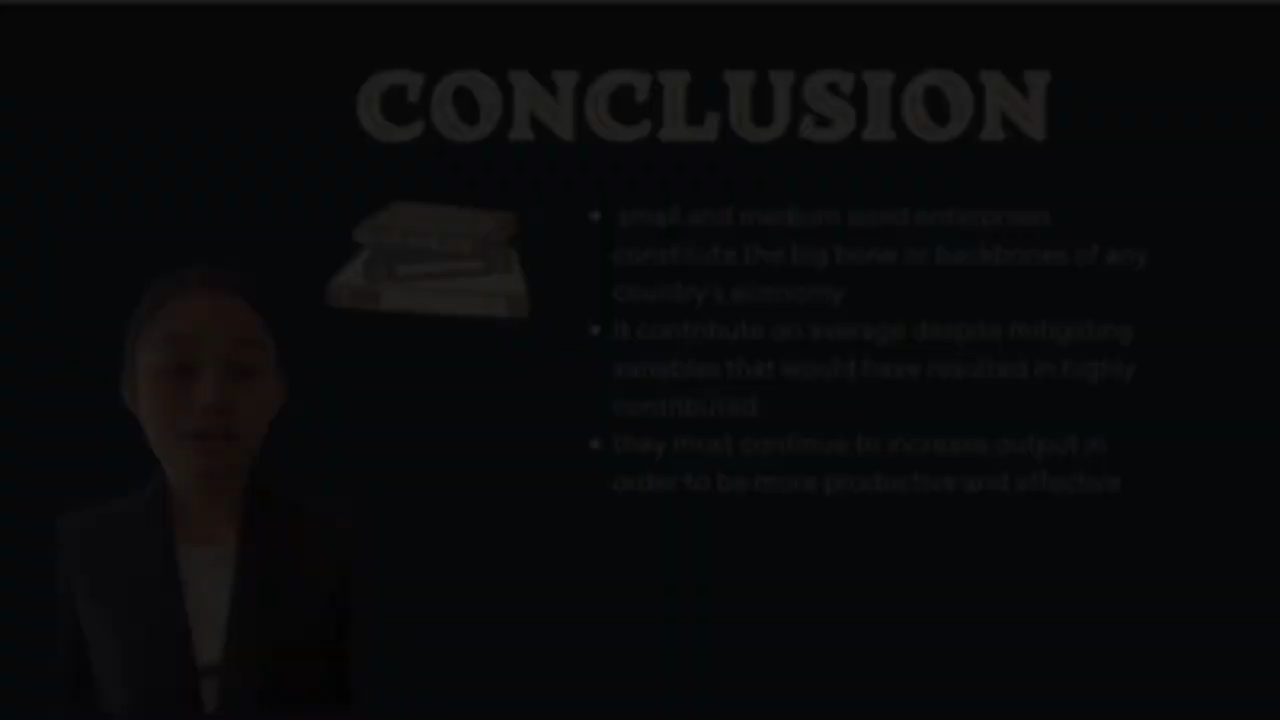 CONCLUSION
small and medium sized enterprises
constitute the big bone or backbones of any
country's economy
it contribute on average despite mitigating
variables that would have resulted in highly
contributed
they must continue to increase output in
order to be more productive and effective